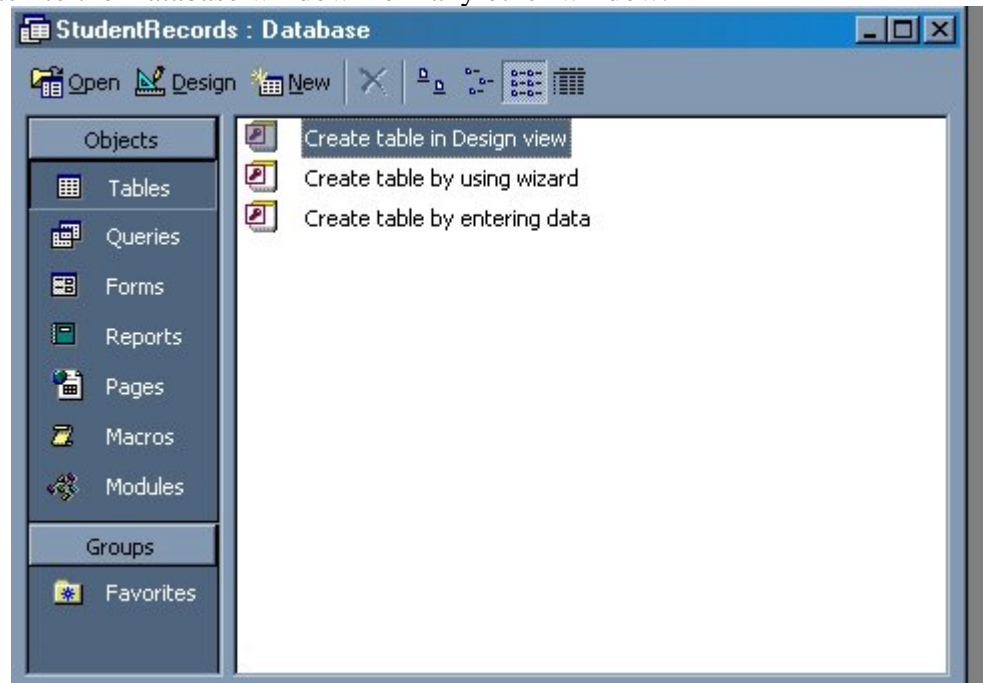 StudentRecords : Database
Open Design New
Objects
Tables
Queries
Forms
Reports
Pages
Macros
Modules
Groups
Favorites
Create table in Design view
Create table by using wizard
Create table by entering data